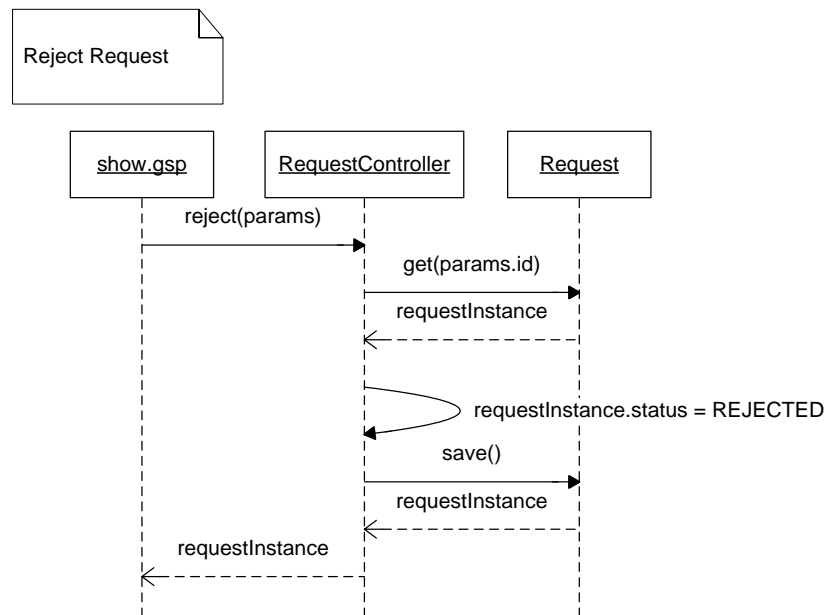 Reject Request
show.gsp
RequestController
Request
reject(params)
get(params.id)
requestInstance
requestInstance.status = REJECTED
save()
requestInstance
requestInstance